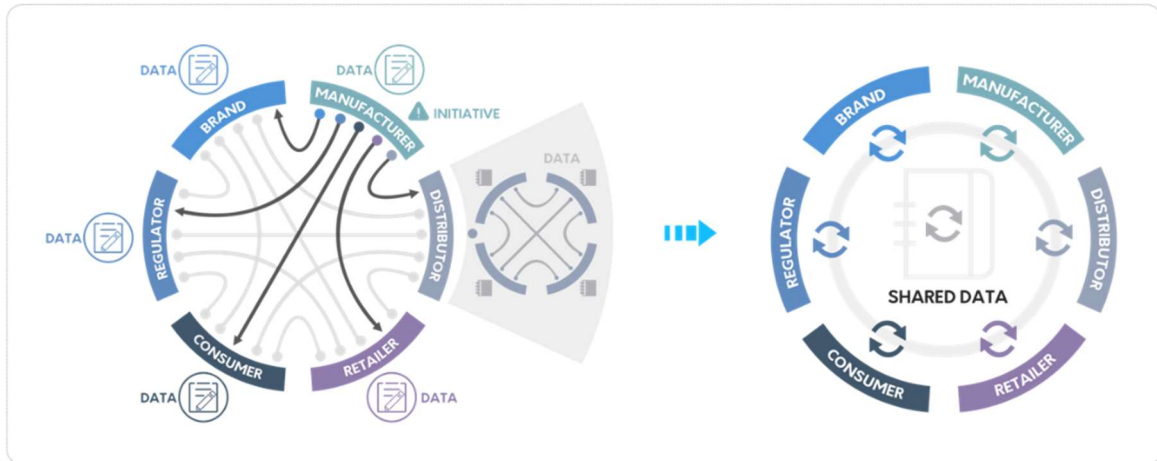 DATA
DATA
BRAND
MANUFACTURER
INITIATIVE
DATA
REGULATOR
DISTRIBUTOR
DATA
CONSUMER
RETAILER
DATA
DATA
BRAND
MANUFACTURER
REGULATOR
DISTRIBUTOR
SHARED DATA
CONSUMER
RETAILER